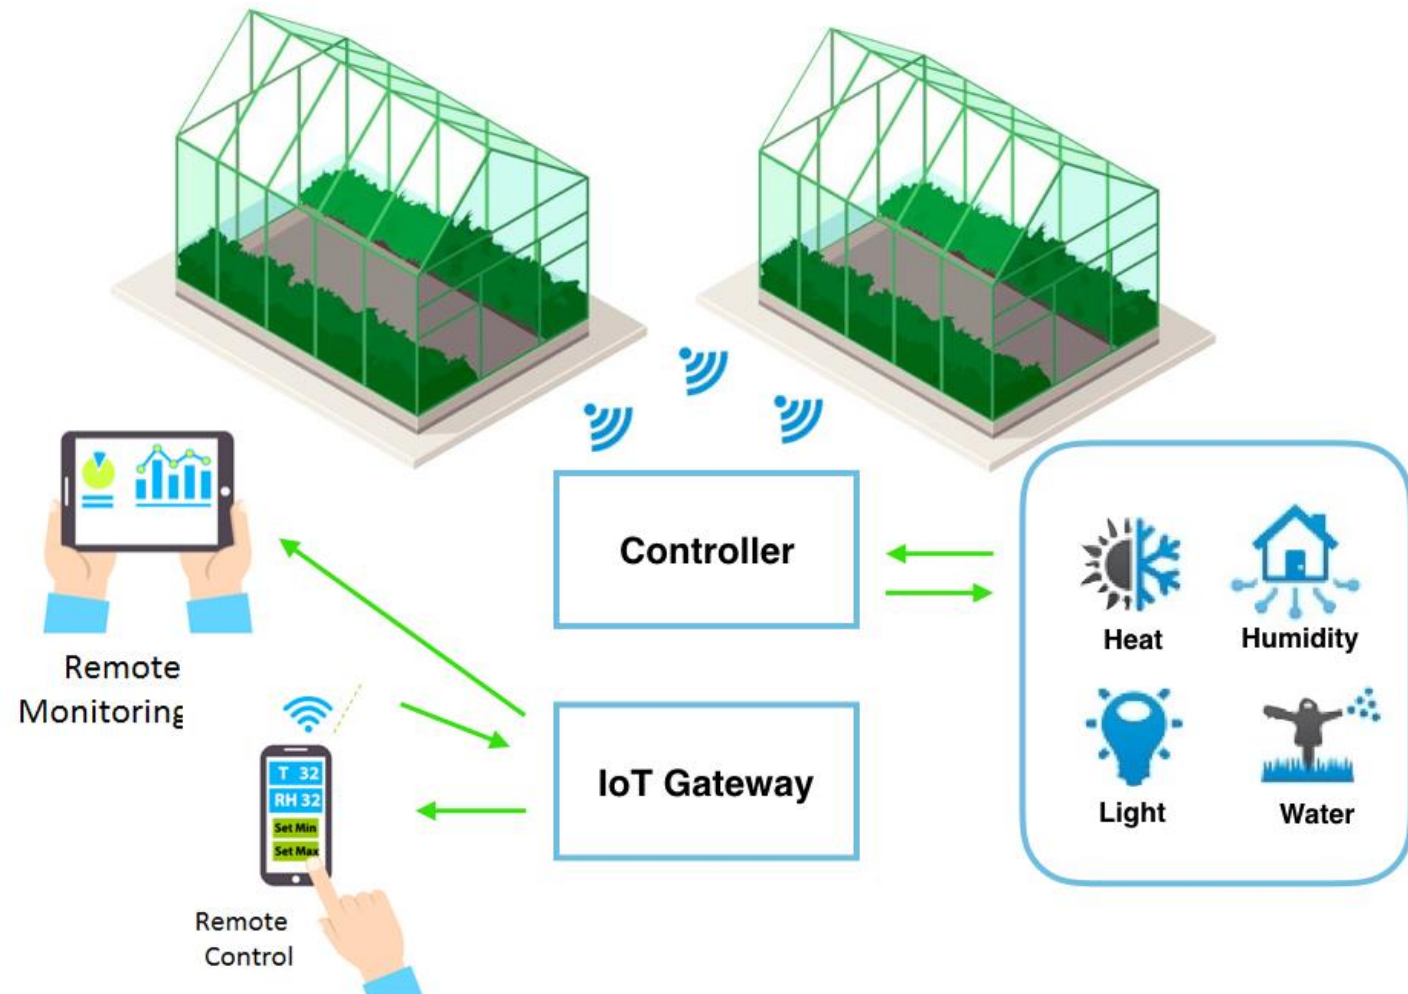 Controller
Heat
Humidity
Remote
Monitoring
T 32
RH 32
Set Min
Set Max
IoT Gateway
Light
Water
Remote
Control